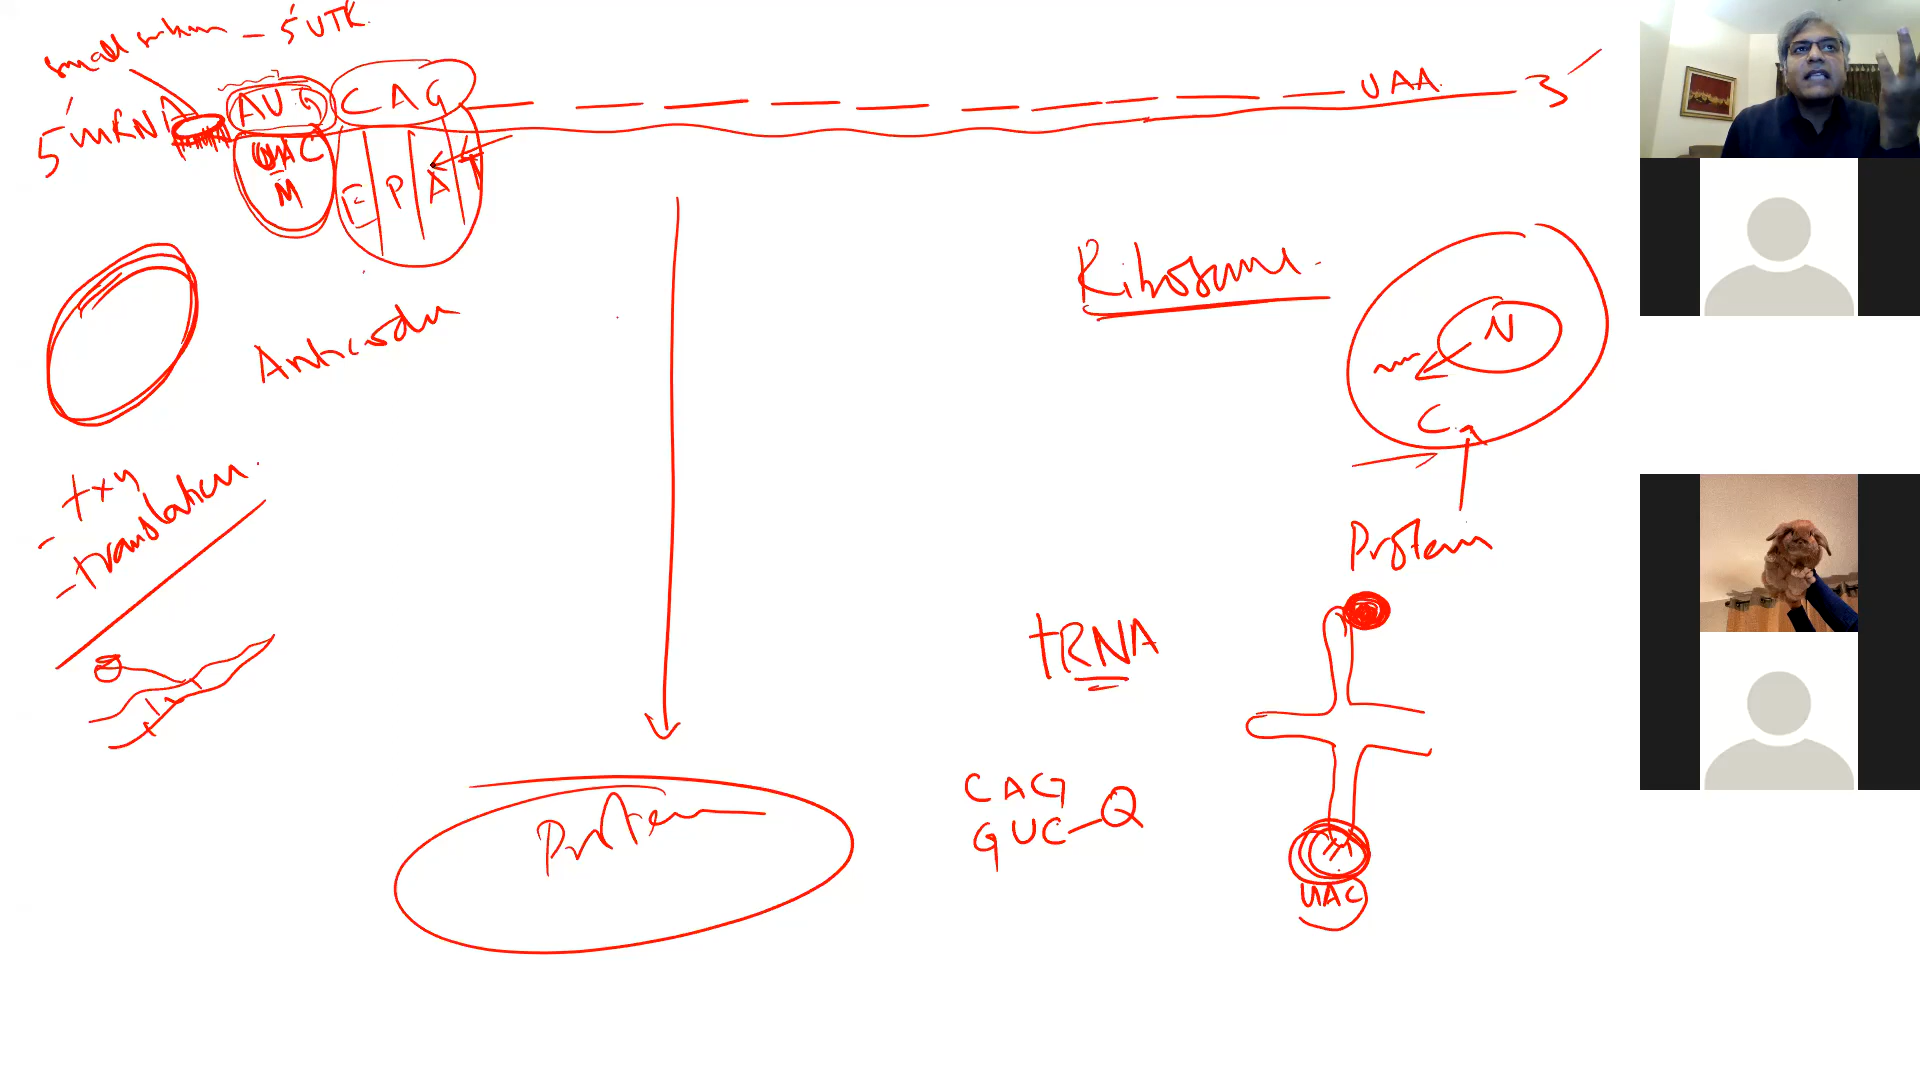 small subunit – 5' UTR
5' mRNA AUG CAG UAA 3'
UAC
M
E P A
Ribosome.
N
Anticodon
C
- txn
- translation.
Protein
tRNA
CAG
GUC – Q
Protein
UAC